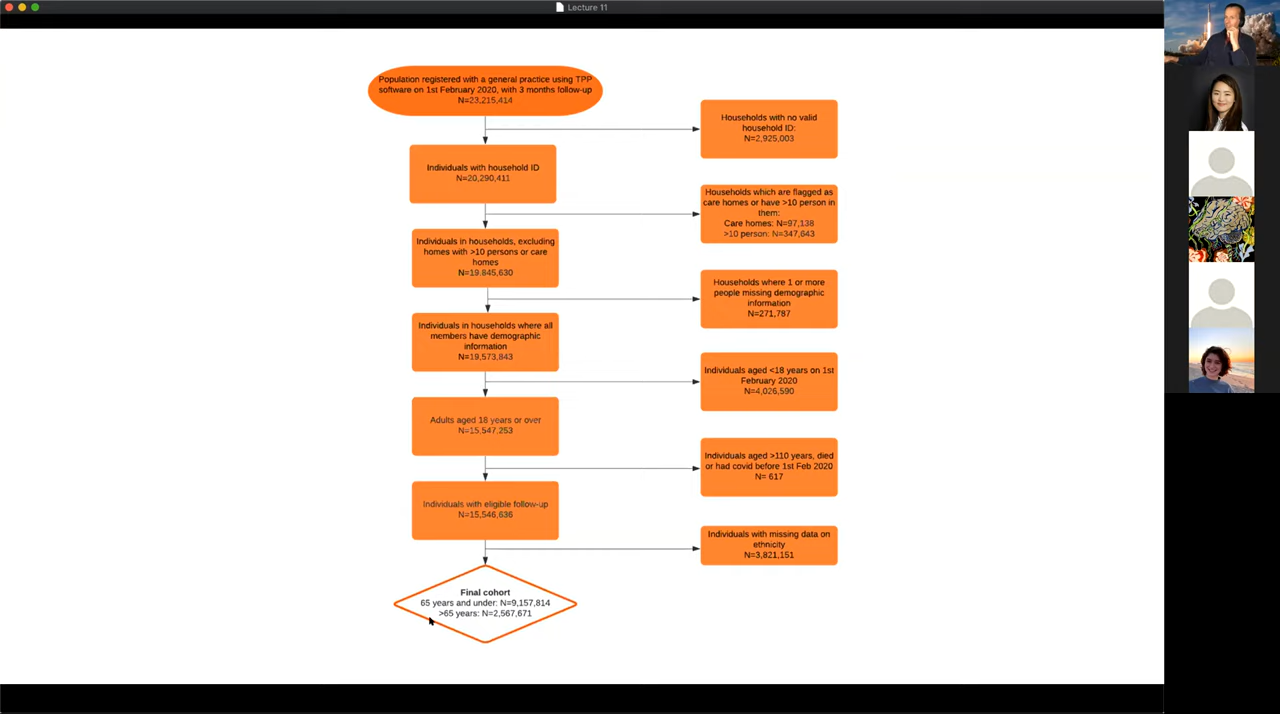 Lecture 11
Population registered with a general practice using TPP
software on 1st February 2020, with 3 months follow-up
N=23,215,414
Households with no valid
household ID:
N=2,925,003
Individuals with household ID
N=20,290,411
Households which are flagged as
care homes or have >10 person in
them:
Care homes: N=97,138
>10 person: N=347,643
Individuals in households, excluding
homes with >10 persons or care
homes
N=19,845,630
Households where 1 or more
people missing demographic
information
N=271,787
Individuals in households where all
members have demographic
information
N=19,573,843
Individuals aged <18 years on 1st
February 2020
N=4,026,590
Adults aged 18 years or over
N=15,547,253
Individuals aged >110 years, died
or had covid before 1st Feb 2020
N= 617
Individuals with eligible follow-up
N=15,546,636
Individuals with missing data on
ethnicity
N=3,821,151
Final cohort
65 years and under: N=9,157,814
>65 years: N=2,567,671